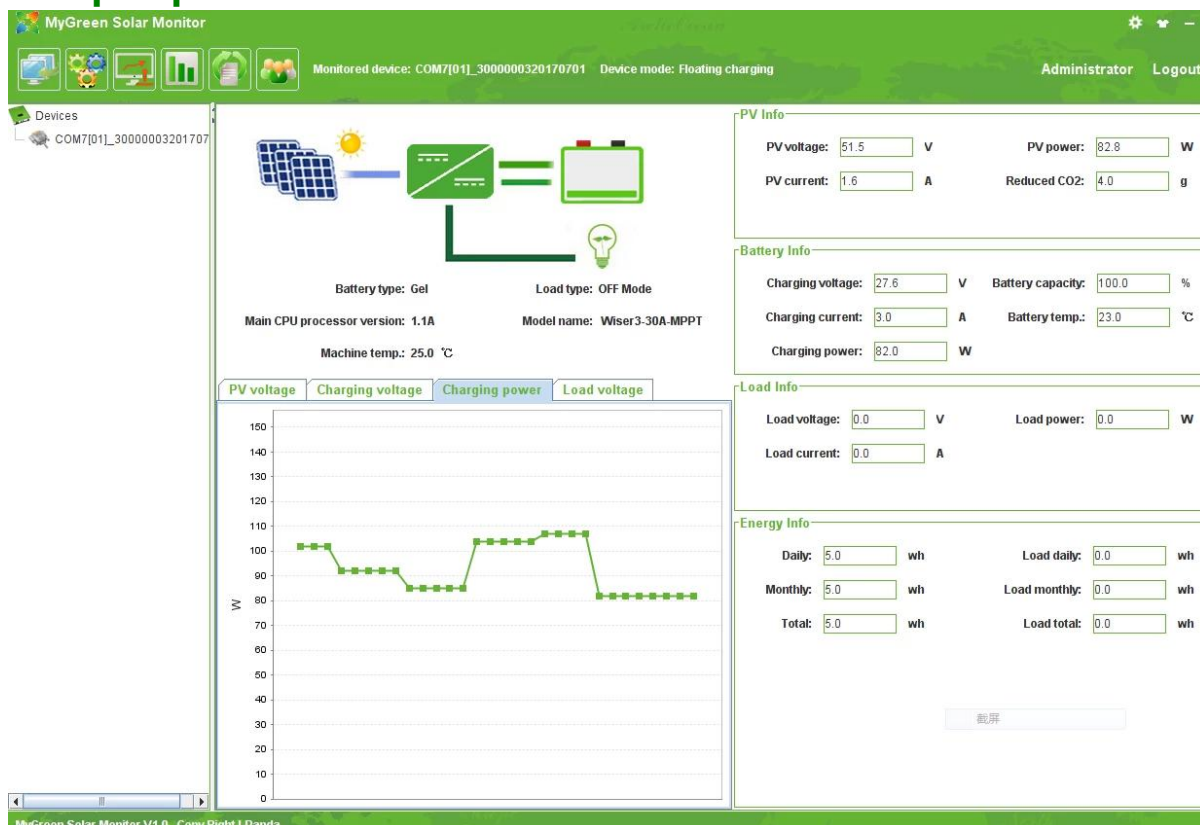 MyGreen Solar Monitor
Monitored device: COM7[01]_3000000320170701 Device mode: Floating charging
Administrator Logout
Devices
COM7[01]_30000003201707
Battery type: Gel Load type: OFF Mode
Main CPU processor version: 1.1A Model name: Wiser3-30A-MPPT
Machine temp.: 25.0 ℃
PV voltage Charging voltage Charging power Load voltage
150
140
130
120
110
100
90
80
70
60
50
40
30
20
10
0
W
PV Info
PV voltage: 51.5 V PV power: 82.8 W
PV current: 1.6 A Reduced CO2: 4.0 g
Battery Info
Charging voltage: 27.6 V Battery capacity: 100.0 %
Charging current: 3.0 A Battery temp.: 23.0 ℃
Charging power: 82.0 W
Load Info
Load voltage: 0.0 V Load power: 0.0 W
Load current: 0.0 A
Energy Info
Daily: 5.0 wh Load daily: 0.0 wh
Monthly: 5.0 wh Load monthly: 0.0 wh
Total: 5.0 wh Load total: 0.0 wh
截屏
MyGreen Solar Monitor V1.0 Copy Right | Panda